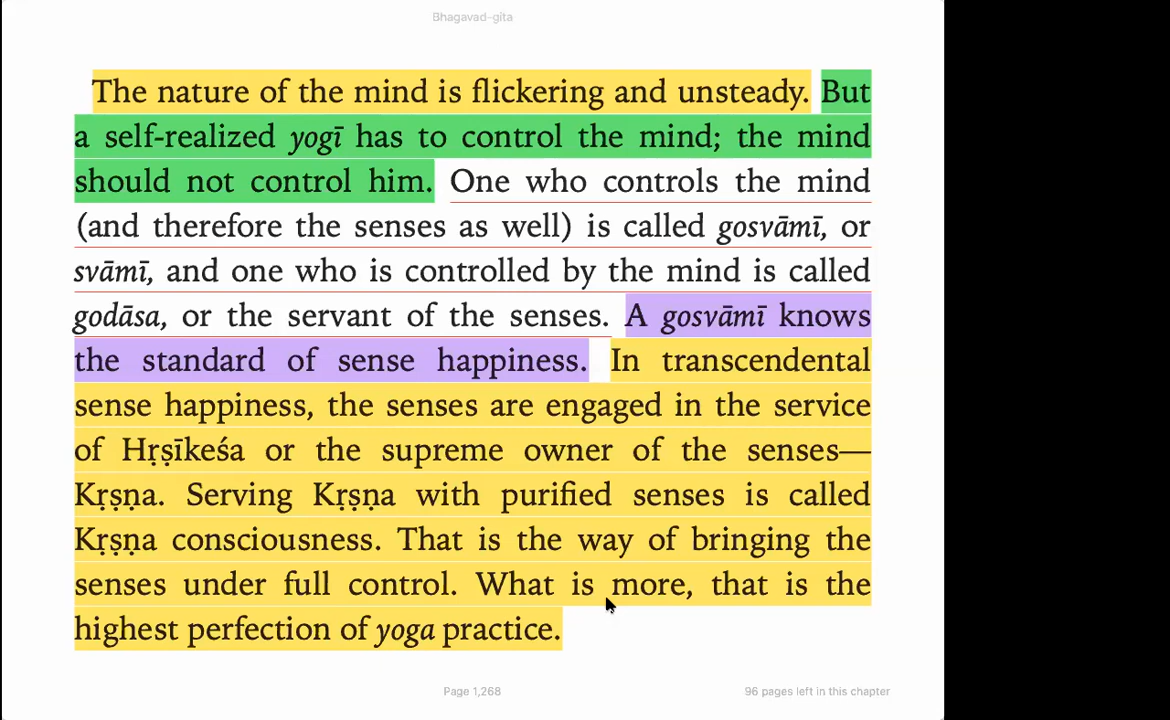 Bhagavad-gītā
The nature of the mind is flickering and unsteady. But
a self-realized yogī has to control the mind; the mind
should not control him. One who controls the mind
(and therefore the senses as well) is called gosvāmī, or
svāmī, and one who is controlled by the mind is called
godāsa, or the servant of the senses. A gosvāmī knows
the standard of sense happiness. In transcendental
sense happiness, the senses are engaged in the service
of Hṛṣīkeśa or the supreme owner of the senses—
Kṛṣṇa. Serving Kṛṣṇa with purified senses is called
Kṛṣṇa consciousness. That is the way of bringing the
senses under full control. What is more, that is the
highest perfection of yoga practice.
Page 1,268
96 pages left in this chapter